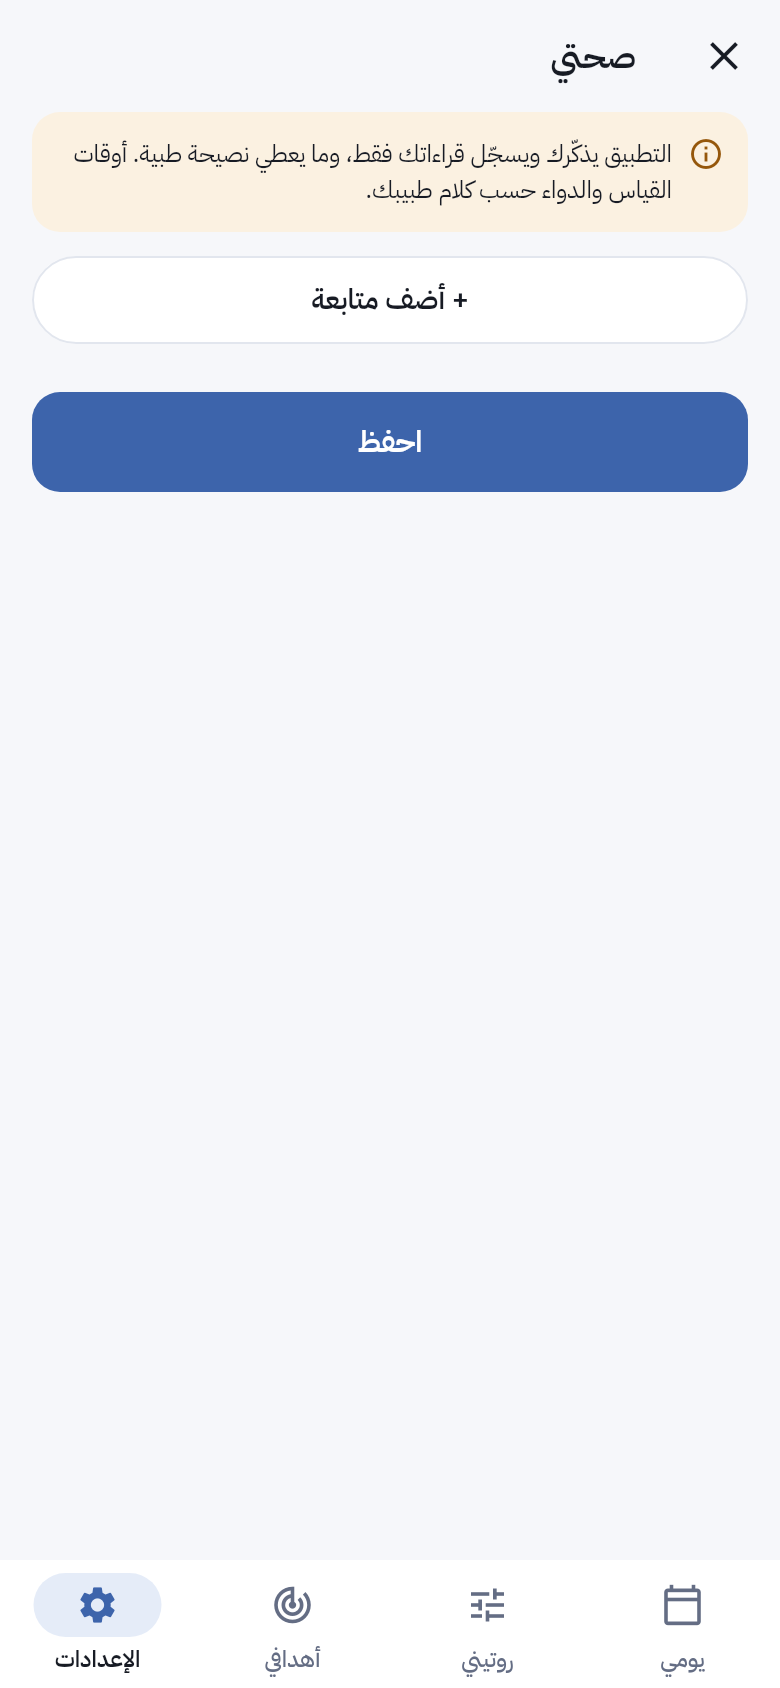 صحتي
التطبيق يذكّرك ويسجّل قراءاتك فقط، وما يعطي نصيحة طبية. أوقات
القياس والدواء حسب كلام طبيبك.
+ أضف متابعة
احفظ
يومي
روتيني
أهدافي
الإعدادات